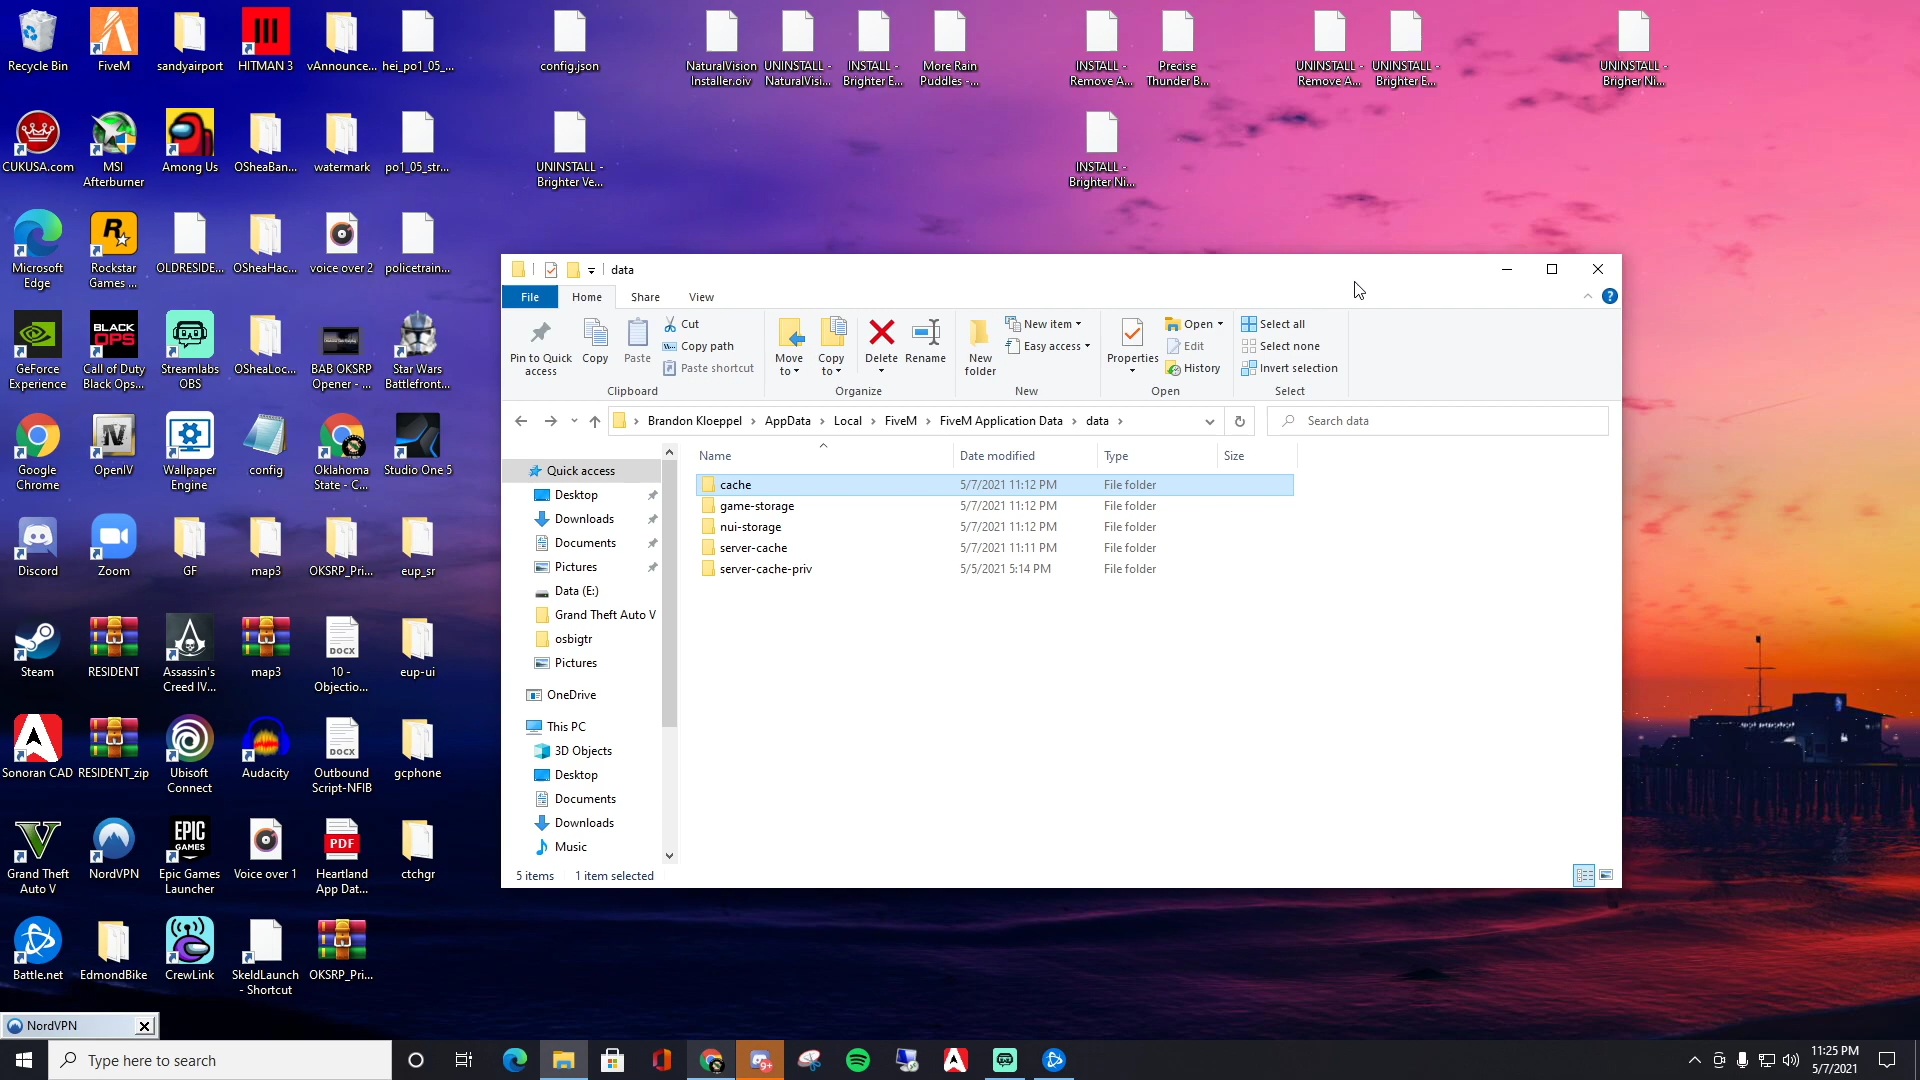 Recycle Bin
FiveM
sandyairport
HITMAN 3
vAnnounce...
hei_po1_05_...
config.json
NaturalVision
Installer.oiv
UNINSTALL -
NaturalVisi...
INSTALL -
Brighter E...
More Rain
Puddles -...
INSTALL -
Remove A...
Precise
Thunder B...
UNINSTALL -
Remove A...
UNINSTALL -
Brighter E...
UNINSTALL -
Brigher Ni...
CUKUSA.com
MSI
Afterburner
Among Us
OSheaBan...
watermark
po1_05_str...
UNINSTALL -
Brighter Ve...
INSTALL -
Brighter Ni...
Microsoft
Edge
Rockstar
Games ...
OLDRESIDE...
OSheaHac...
voice over 2
policetrain...
GeForce
Experience
BLACK
OPS
Call of Duty
Black Ops...
Streamlabs
OBS
OSheaLoc...
BAB OKSRP
Opener - ...
Star Wars
Battlefront...
Google
Chrome
OpenIV
Wallpaper
Engine
config
Oklahoma
State - C...
Studio One 5
Discord
Zoom
GF
map3
OKSRP_Pri...
eup_sr
Steam
RESIDENT
Assassin's
Creed IV...
map3
DOCX
10 -
Objectio...
eup-ui
Sonoran CAD
RESIDENT_zip
Ubisoft
Connect
Audacity
DOCX
Outbound
Script-NFIB
gcphone
Grand Theft
Auto V
NordVPN
EPIC
GAMES
Epic Games
Launcher
Voice over 1
PDF
Heartland
App Dat...
ctchgr
Battle.net
EdmondBike
CrewLink
SkeldLaunch
- Shortcut
OKSRP_Pri...
data
File
Home
Share
View
Pin to Quick
access
Copy
Paste
Cut
Copy path
Paste shortcut
Clipboard
Move
to
Copy
to
Delete
Rename
Organize
New
folder
New item
Easy access
New
Properties
Open
Edit
History
Open
Select all
Select none
Invert selection
Select
Brandon Kloeppel > AppData > Local > FiveM > FiveM Application Data > data >
Search data
Name
Date modified
Type
Size
cache 5/7/2021 11:12 PM File folder
game-storage 5/7/2021 11:12 PM File folder
nui-storage 5/7/2021 11:12 PM File folder
server-cache 5/7/2021 11:11 PM File folder
server-cache-priv 5/5/2021 5:14 PM File folder
Quick access
Desktop
Downloads
Documents
Pictures
Data (E:)
Grand Theft Auto V
osbigtr
Pictures
OneDrive
This PC
3D Objects
Desktop
Documents
Downloads
Music
5 items
1 item selected
NordVPN
Type here to search
9+
11:25 PM
5/7/2021